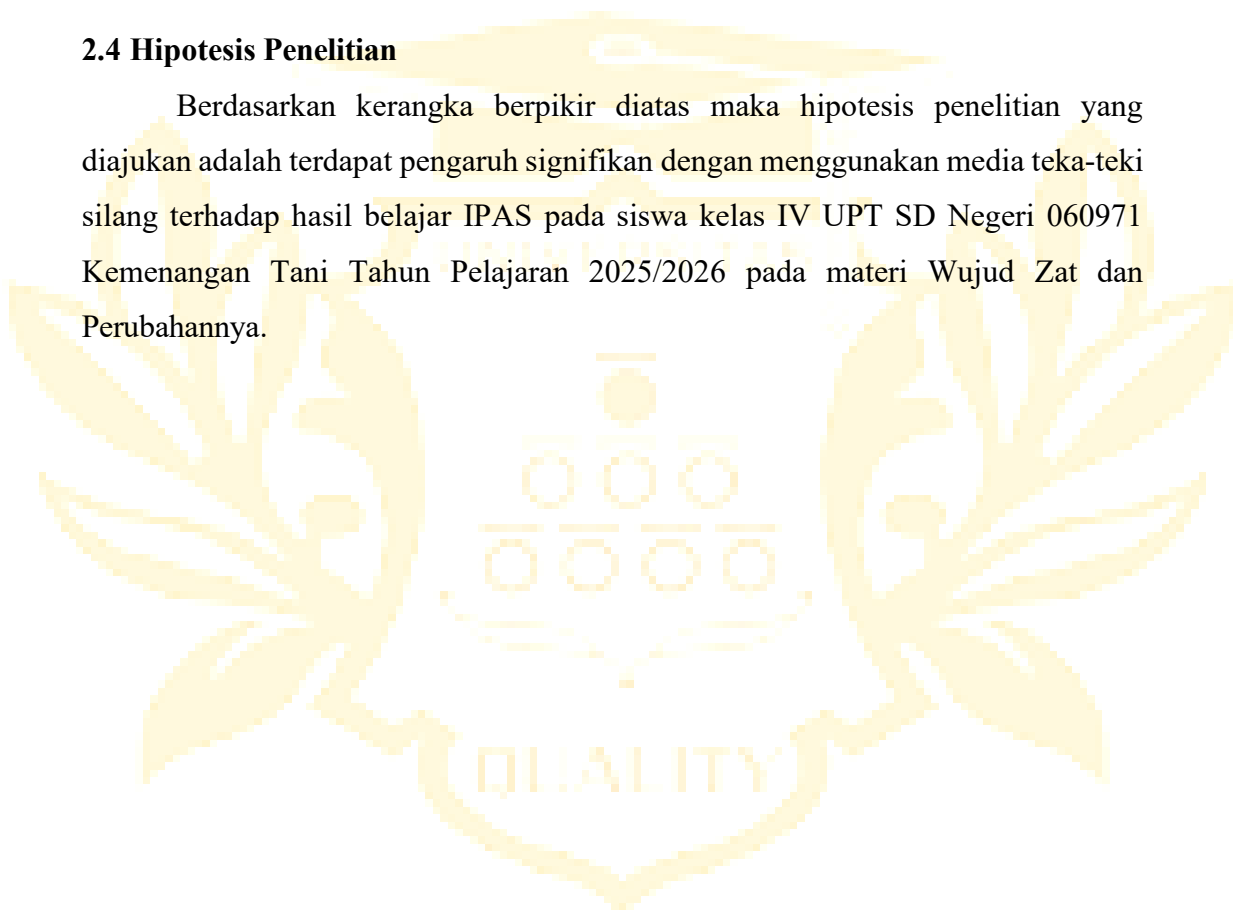 2.4 Hipotesis Penelitian
Berdasarkan kerangka berpikir diatas maka hipotesis penelitian yang
diajukan adalah terdapat pengaruh signifikan dengan menggunakan media teka-teki
silang terhadap hasil belajar IPAS pada siswa kelas IV UPT SD Negeri 060971
Kemenangan Tani Tahun Pelajaran 2025/2026 pada materi Wujud Zat dan
Perubahannya.
QUALITY